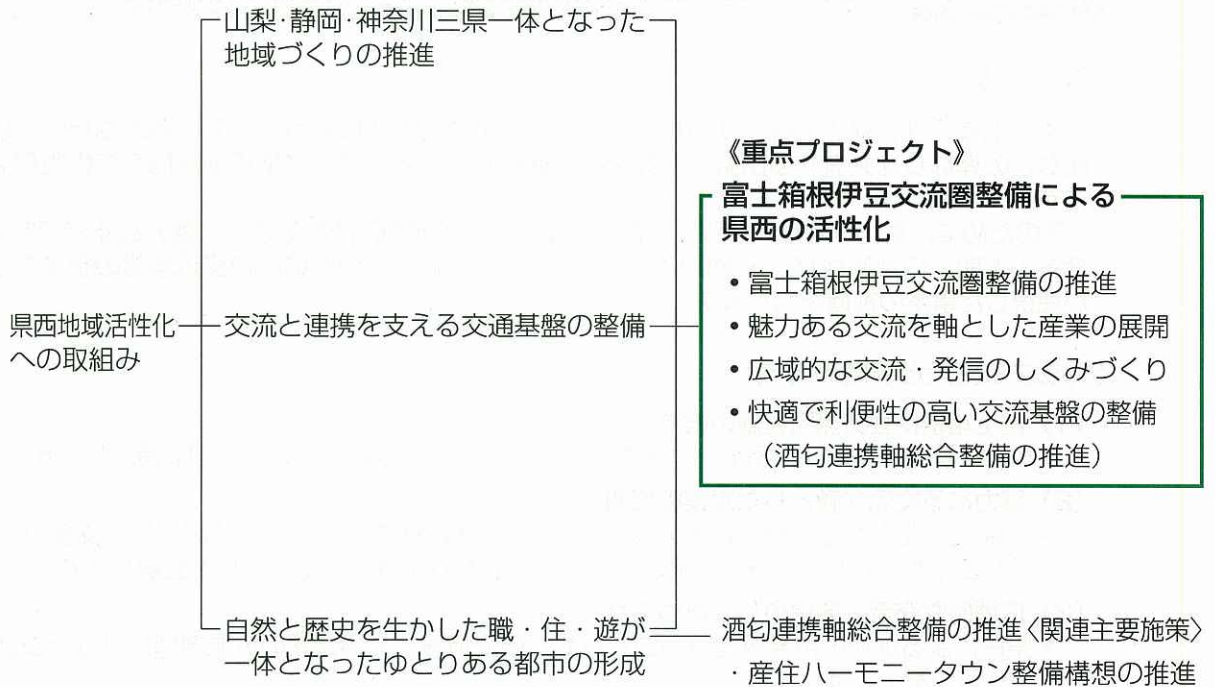 県西地域活性化
への取組み
山梨・静岡・神奈川三県一体となった
地域づくりの推進
交流と連携を支える交通基盤の整備
自然と歴史を生かした職・住・遊が
一体となったゆとりある都市の形成
《重点プロジェクト》
富士箱根伊豆交流圏整備による
県西の活性化
• 富士箱根伊豆交流圏整備の推進
• 魅力ある交流を軸とした産業の展開
• 広域的な交流・発信のしくみづくり
• 快適で利便性の高い交流基盤の整備
（酒匂連携軸総合整備の推進）
酒匂連携軸総合整備の推進〈関連主要施策〉
・産住ハーモニータウン整備構想の推進